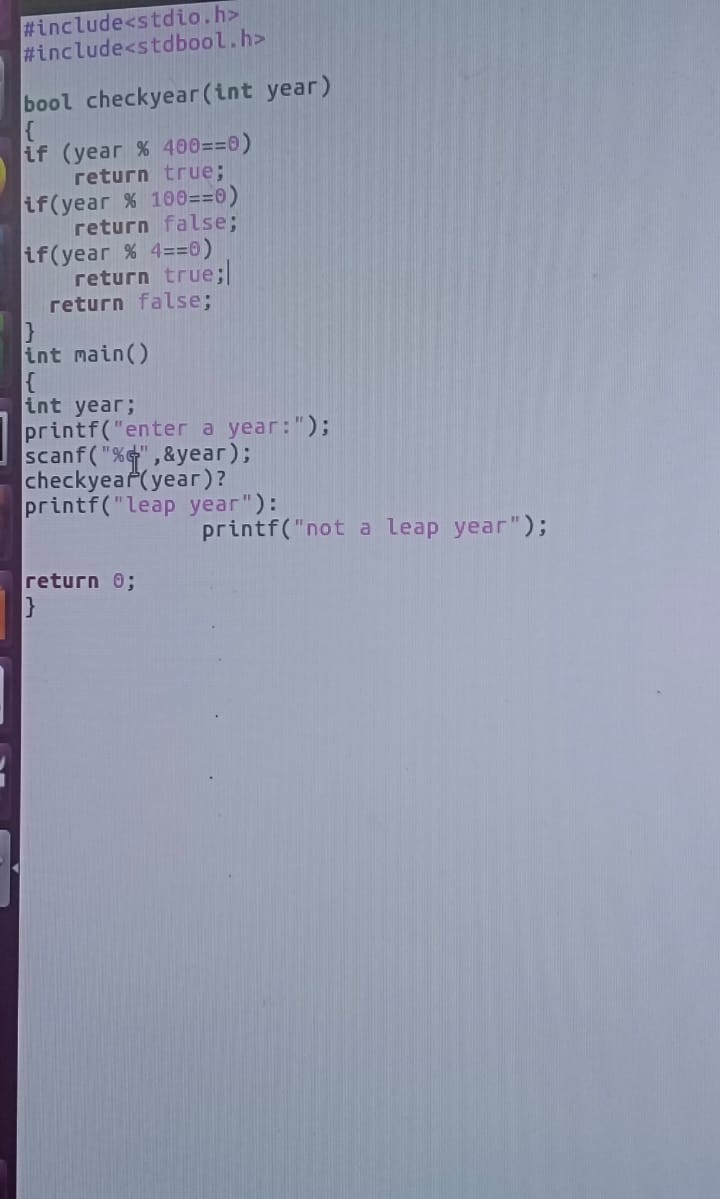 #include<stdio.h>
#include<stdbool.h>
bool checkyear(int year)
{
if (year % 400==0)
return true;
if(year % 100==0)
return false;
if(year % 4==0)
return true;
return false;
}
int main()
{
int year;
printf("enter a year:");
scanf("%d",&year);
checkyear(year)?
printf("leap year"):
printf("not a leap year");
return 0;
}